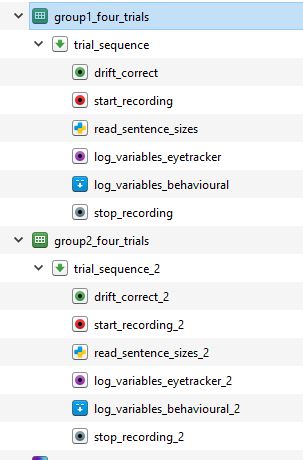 group1_four_trials
trial_sequence
drift_correct
start_recording
read_sentence_sizes
log_variables_eyetracker
log_variables_behavioural
stop_recording
group2_four_trials
trial_sequence_2
drift_correct_2
start_recording_2
read_sentence_sizes_2
log_variables_eyetracker_2
log_variables_behavioural_2
stop_recording_2